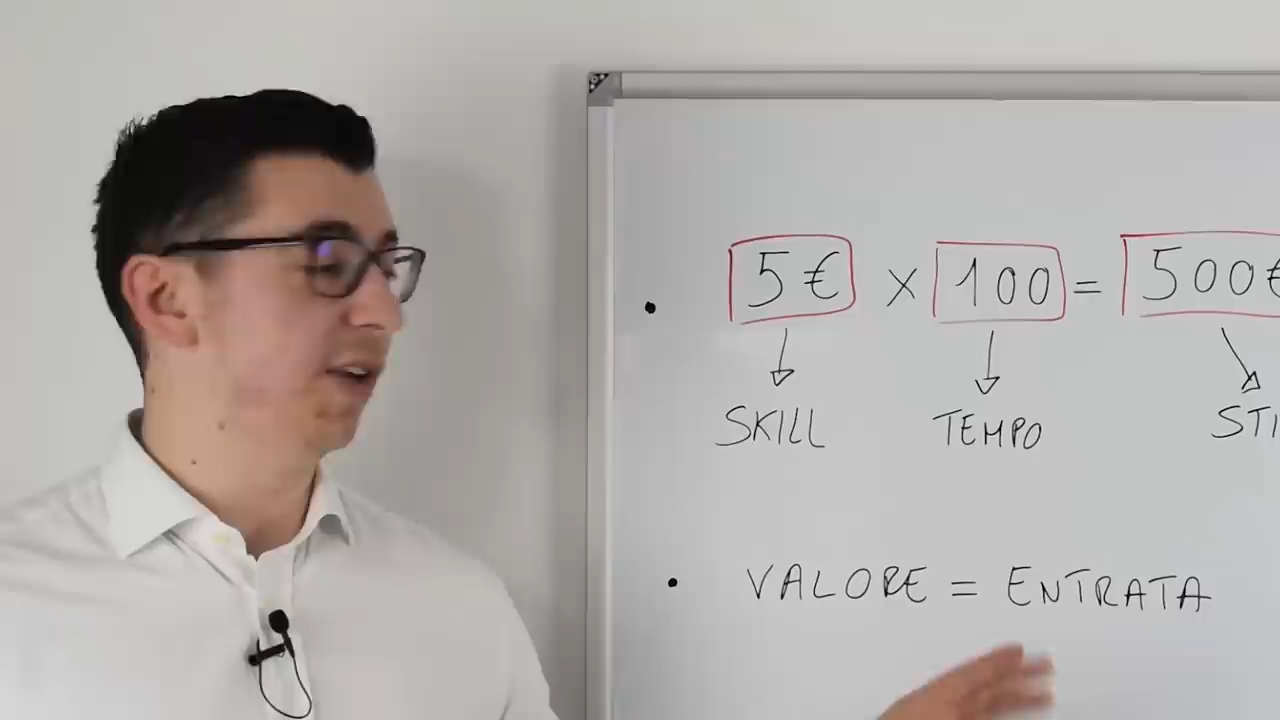 • 5€ x 100 = 500€
SKILL TEMPO
• VALORE = ENTRATA